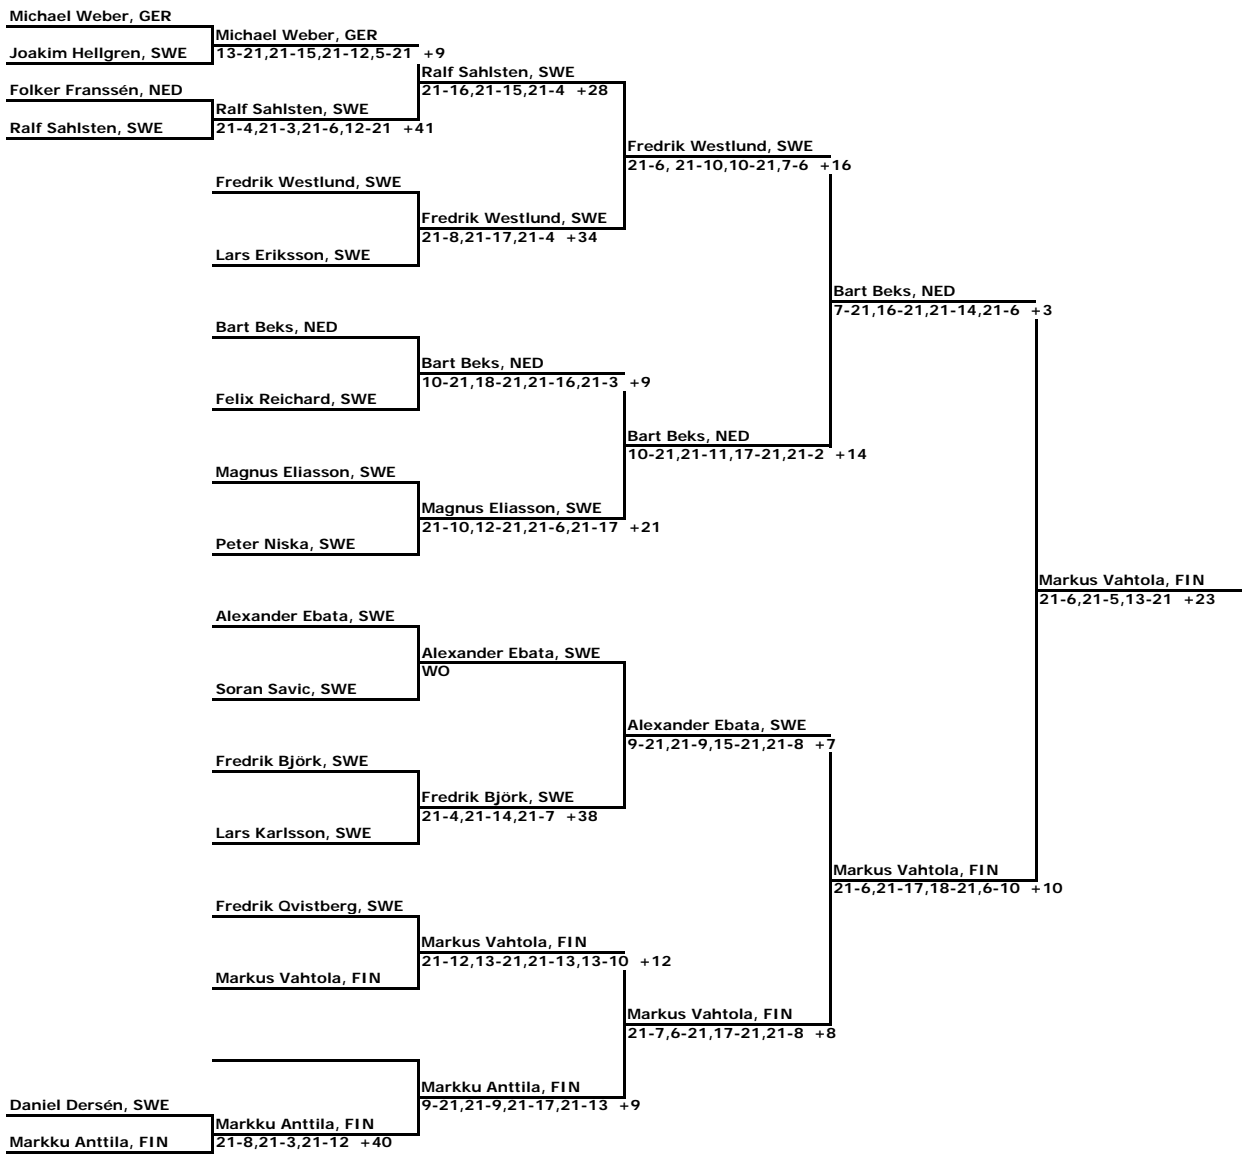 Michael Weber, GER
Michael Weber, GER
Joakim Hellgren, SWE
13-21,21-15,21-12,5-21 +9
Ralf Sahlsten, SWE
Folker Franssén, NED
21-16,21-15,21-4 +28
Ralf Sahlsten, SWE
Ralf Sahlsten, SWE
21-4,21-3,21-6,12-21 +41
Fredrik Westlund, SWE
21-6, 21-10,10-21,7-6 +16
Fredrik Westlund, SWE
Fredrik Westlund, SWE
21-8,21-17,21-4 +34
Lars Eriksson, SWE
Bart Beks, NED
7-21,16-21,21-14,21-6 +3
Bart Beks, NED
Bart Beks, NED
10-21,18-21,21-16,21-3 +9
Felix Reichard, SWE
Bart Beks, NED
10-21,21-11,17-21,21-2 +14
Magnus Eliasson, SWE
Magnus Eliasson, SWE
21-10,12-21,21-6,21-17 +21
Peter Niska, SWE
Markus Vahtola, FIN
21-6,21-5,13-21 +23
Alexander Ebata, SWE
Alexander Ebata, SWE
WO
Soran Savic, SWE
Alexander Ebata, SWE
9-21,21-9,15-21,21-8 +7
Fredrik Björk, SWE
Fredrik Björk, SWE
21-4,21-14,21-7 +38
Lars Karlsson, SWE
Markus Vahtola, FIN
21-6,21-17,18-21,6-10 +10
Fredrik Qvistberg, SWE
Markus Vahtola, FIN
21-12,13-21,21-13,13-10 +12
Markus Vahtola, FIN
Markus Vahtola, FIN
21-7,6-21,17-21,21-8 +8
Markku Anttila, FIN
9-21,21-9,21-17,21-13 +9
Daniel Dersén, SWE
Markku Anttila, FIN
Markku Anttila, FIN
21-8,21-3,21-12 +40